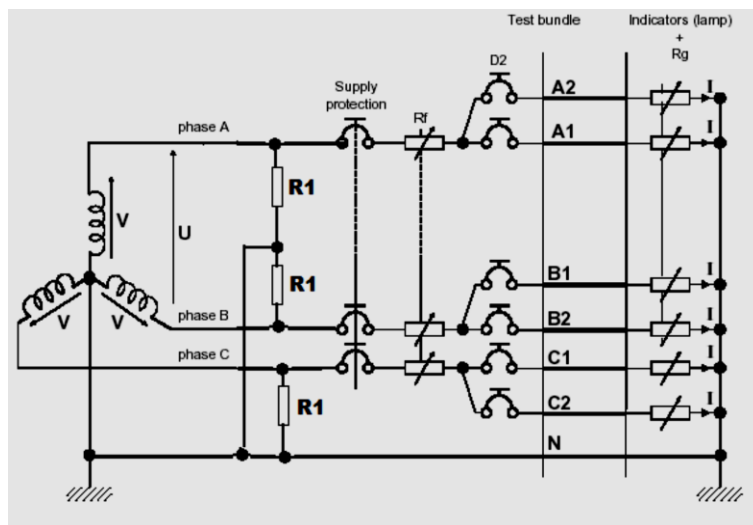 Test bundle
Indicators (lamp)
+
Rg
D2
Supply
protection
Rf
A2
I
phase A
A1
I
R1
V
U
R1
B1
I
V
V
phase B
B2
I
phase C
C1
I
R1
C2
I
N